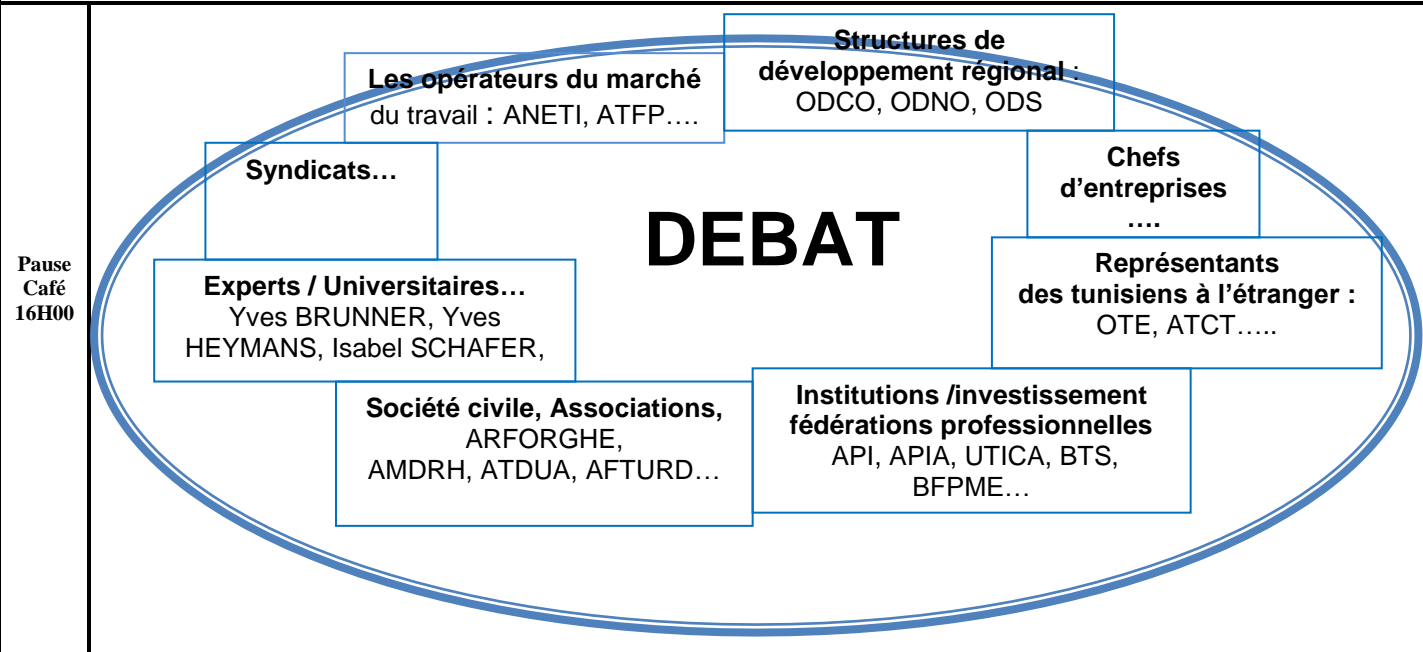 Pause
Café
16H00
Structures de
développement régional :
ODCO, ODNO, ODS
Les opérateurs du marché
du travail : ANETI, ATFP….
Chefs
d’entreprises
….
Syndicats…
DEBAT
Représentants
des tunisiens à l’étranger :
OTE, ATCT…..
Experts / Universitaires…
Yves BRUNNER, Yves
HEYMANS, Isabel SCHAFER,
Institutions /investissement
fédérations professionnelles
API, APIA, UTICA, BTS,
BFPME…
Société civile, Associations,
ARFORGHE,
AMDRH, ATDUA, AFTURD…